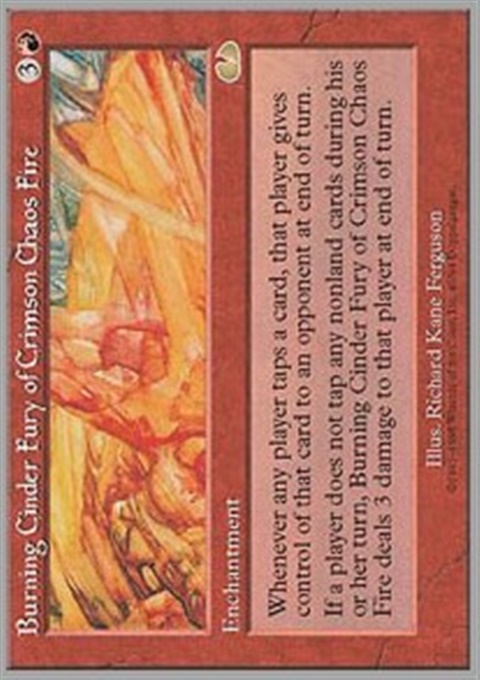 Burning Cinder Fury of Crimson Chaos Fire
3
Enchantment
Whenever any player taps a card, that player gives
control of that card to an opponent at end of turn.
If a player does not tap any nonland cards during his
or her turn, Burning Cinder Fury of Crimson Chaos
Fire deals 3 damage to that player at end of turn.
Illus. Richard Kane Ferguson